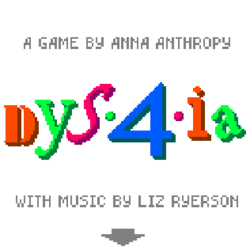 A GAME BY ANNA ANTHROPY
DYS·4·iA
WITH MUSIC BY LIZ RYERSON